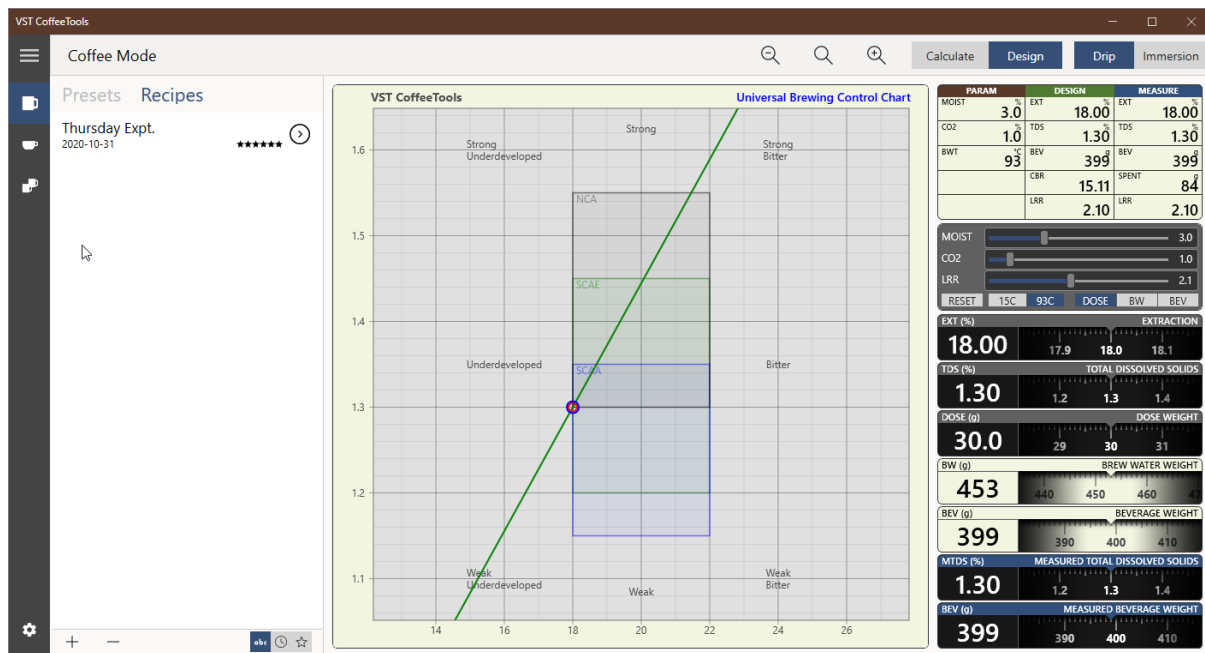 VST CoffeeTools
Coffee Mode
Calculate Design Drip Immersion
Presets Recipes
Thursday Expt.
2020-10-31
★★★★★★
abc
VST CoffeeTools
Universal Brewing Control Chart
Strong
Strong
Underdeveloped
Strong
Bitter
NCA
SCAE
SCAA
Underdeveloped
Bitter
Weak
Underdeveloped
Weak
Weak
Bitter
1.6
1.5
1.4
1.3
1.2
1.1
14 16 18 20 22 24 26
PARAM DESIGN MEASURE
MOIST % 3.0 EXT % 18.00 EXT % 18.00
CO2 % 1.0 TDS % 1.30 TDS % 1.30
BWT °C 93 BEV g 399 BEV g 399
CBR 15.11 SPENT g 84
LRR 2.10 LRR 2.10
MOIST 3.0
CO2 1.0
LRR 2.1
RESET 15C 93C DOSE BW BEV
EXT (%) EXTRACTION
18.00 17.9 18.0 18.1
TDS (%) TOTAL DISSOLVED SOLIDS
1.30 1.2 1.3 1.4
DOSE (g) DOSE WEIGHT
30.0 29 30 31
BW (g) BREW WATER WEIGHT
453 440 450 460 47
BEV (g) BEVERAGE WEIGHT
399 390 400 410
MTDS (%) MEASURED TOTAL DISSOLVED SOLIDS
1.30 1.2 1.3 1.4
BEV (g) MEASURED BEVERAGE WEIGHT
399 390 400 410